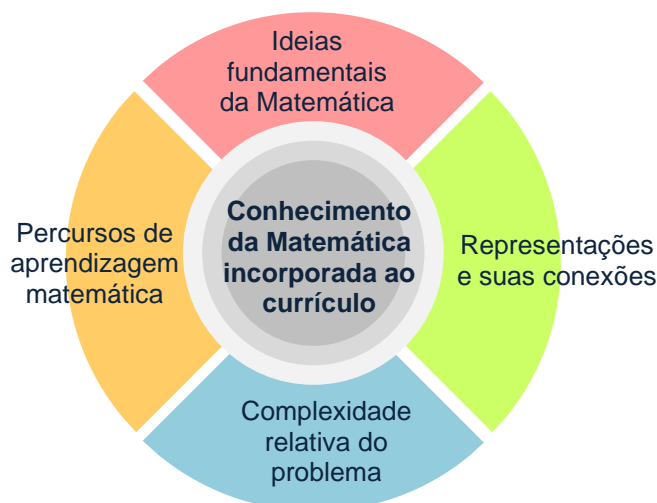 Ideias
fundamentais
da Matemática
Percursos de
aprendizagem
matemática
Conhecimento
da Matemática
incorporada ao
currículo
Representações
e suas conexões
Complexidade
relativa do
problema